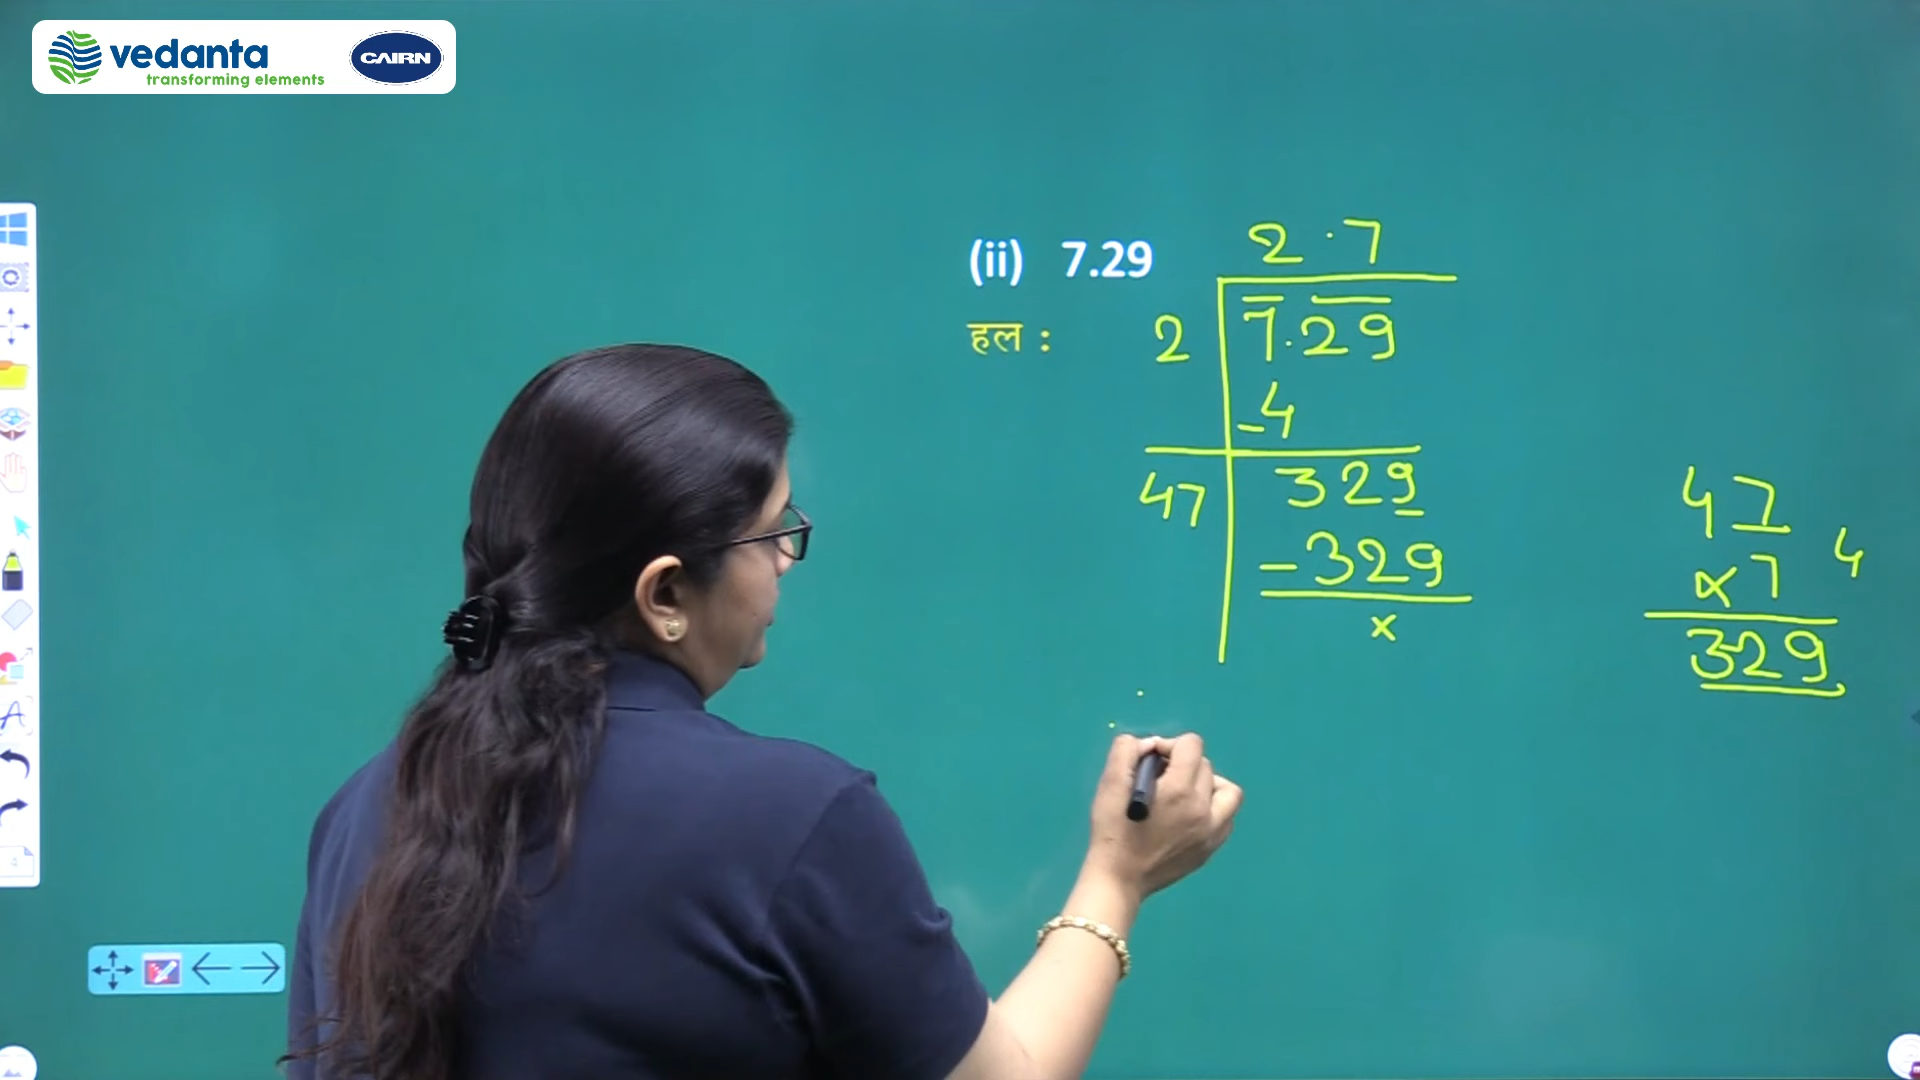 vedanta
transforming elements
CAIRN
(ii) 7.29
हल :
2.7
2 7.29
-4
47 329
-329
x
47
x7 4
329